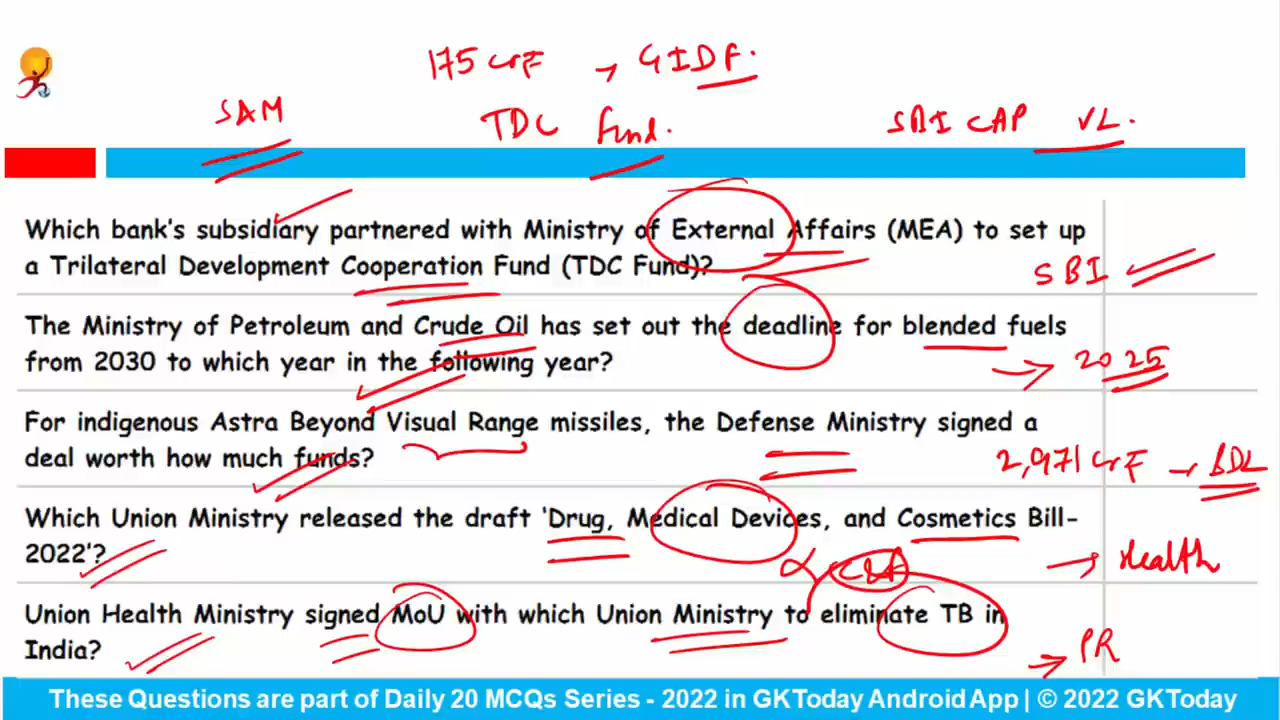 175 cr₹ → GIDF.
SAM
TDC Fund.
SBI CAP VL.
Which bank's subsidiary partnered with Ministry of External Affairs (MEA) to set up
a Trilateral Development Cooperation Fund (TDC Fund)?
SBI
The Ministry of Petroleum and Crude Oil has set out the deadline for blended fuels
from 2030 to which year in the following year?
→ 2025
For indigenous Astra Beyond Visual Range missiles, the Defense Ministry signed a
deal worth how much funds?
2,971 Cr₹ → BDL
Which Union Ministry released the draft 'Drug, Medical Devices, and Cosmetics Bill-
2022'?
→ Health
Union Health Ministry signed MoU with which Union Ministry to eliminate TB in
India?
→ PR
These Questions are part of Daily 20 MCQs Series - 2022 in GKToday Android App | © 2022 GKToday